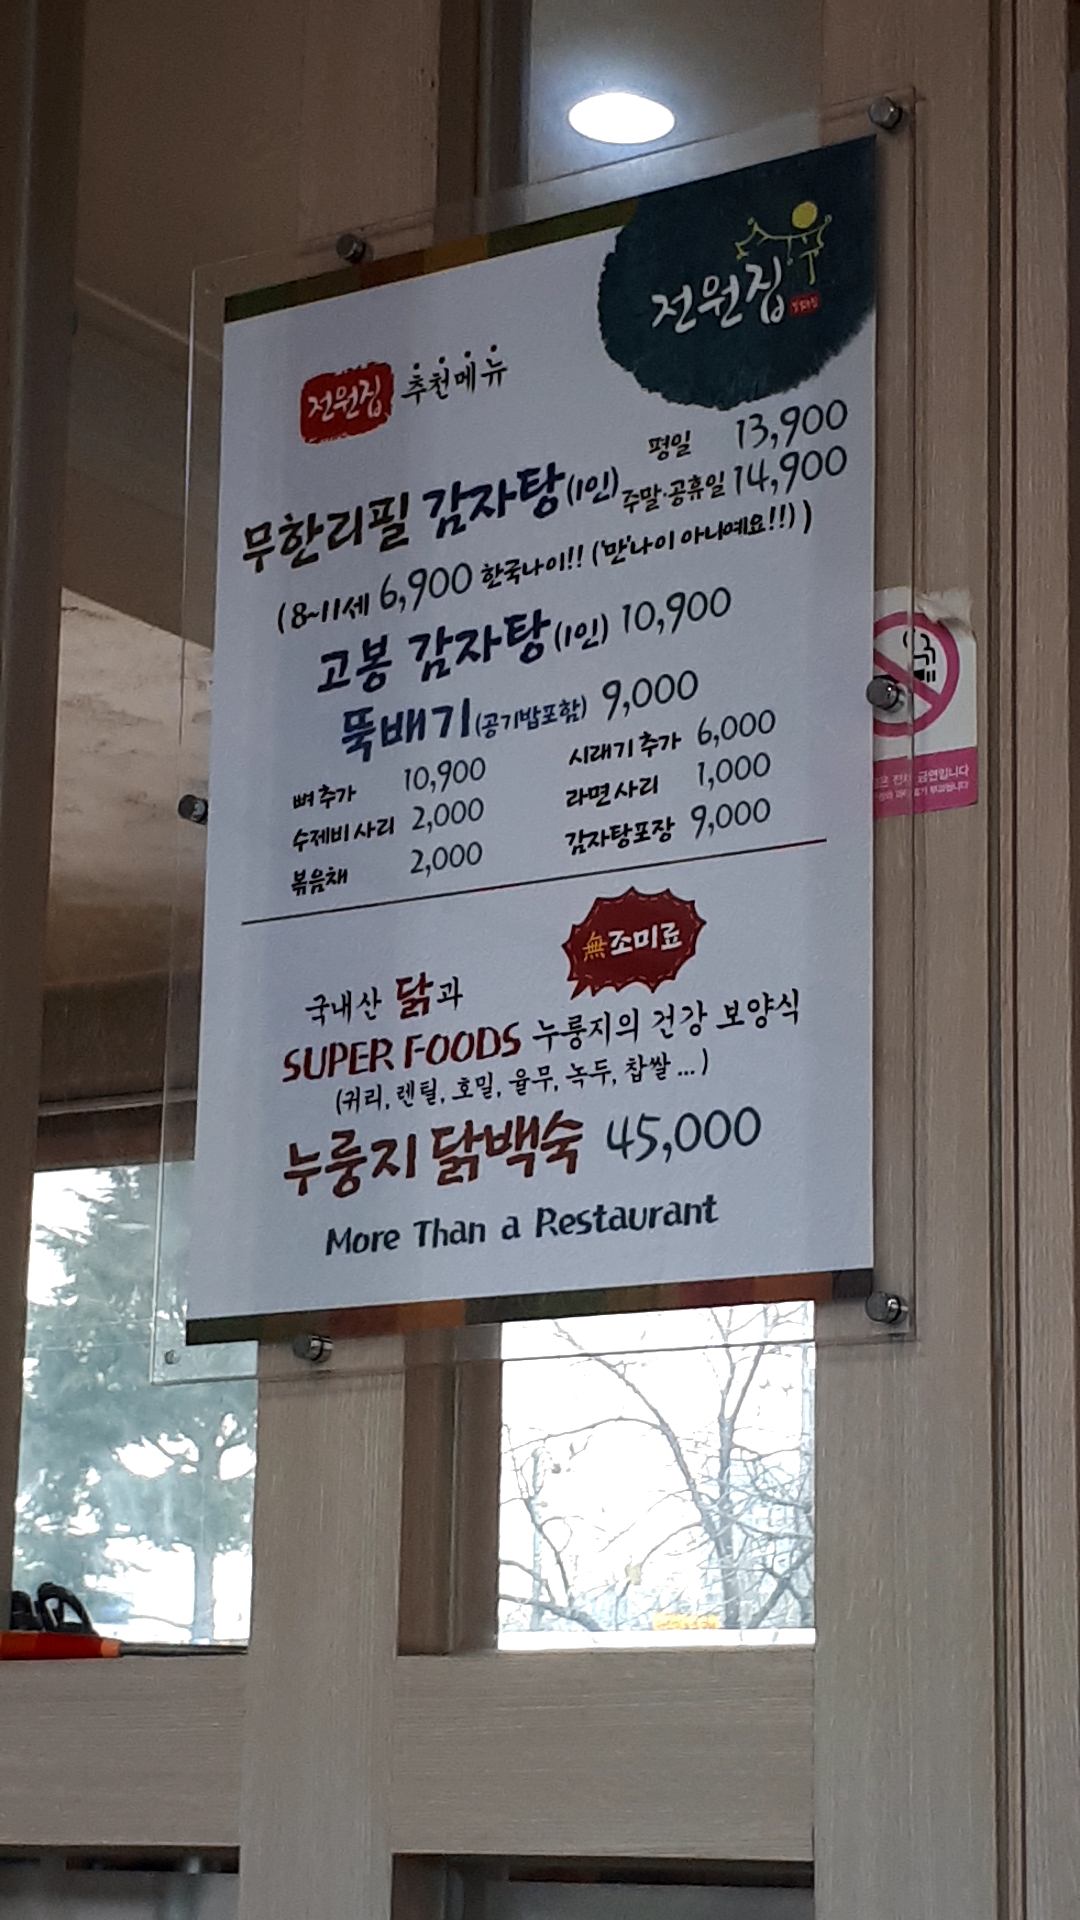 전원집
전원집 추천메뉴
무한리필 감자탕(1인) 평일 13,900
주말·공휴일 14,900
(8~11세 6,900 한국나이!! ('만'나이 아니예요!!) )
고봉 감자탕(1인) 10,900
뚝배기(공기밥포함) 9,000
뼈추가 10,900 시래기 추가 6,000
수제비사리 2,000 라면사리 1,000
볶음채 2,000 감자탕포장 9,000
無조미료
국내산 닭과
SUPER FOODS 누룽지의 건강 보양식
(귀리, 렌틸, 호밀, 율무, 녹두, 찹쌀 ... )
누룽지 닭백숙 45,000
More Than a Restaurant
금연입니다